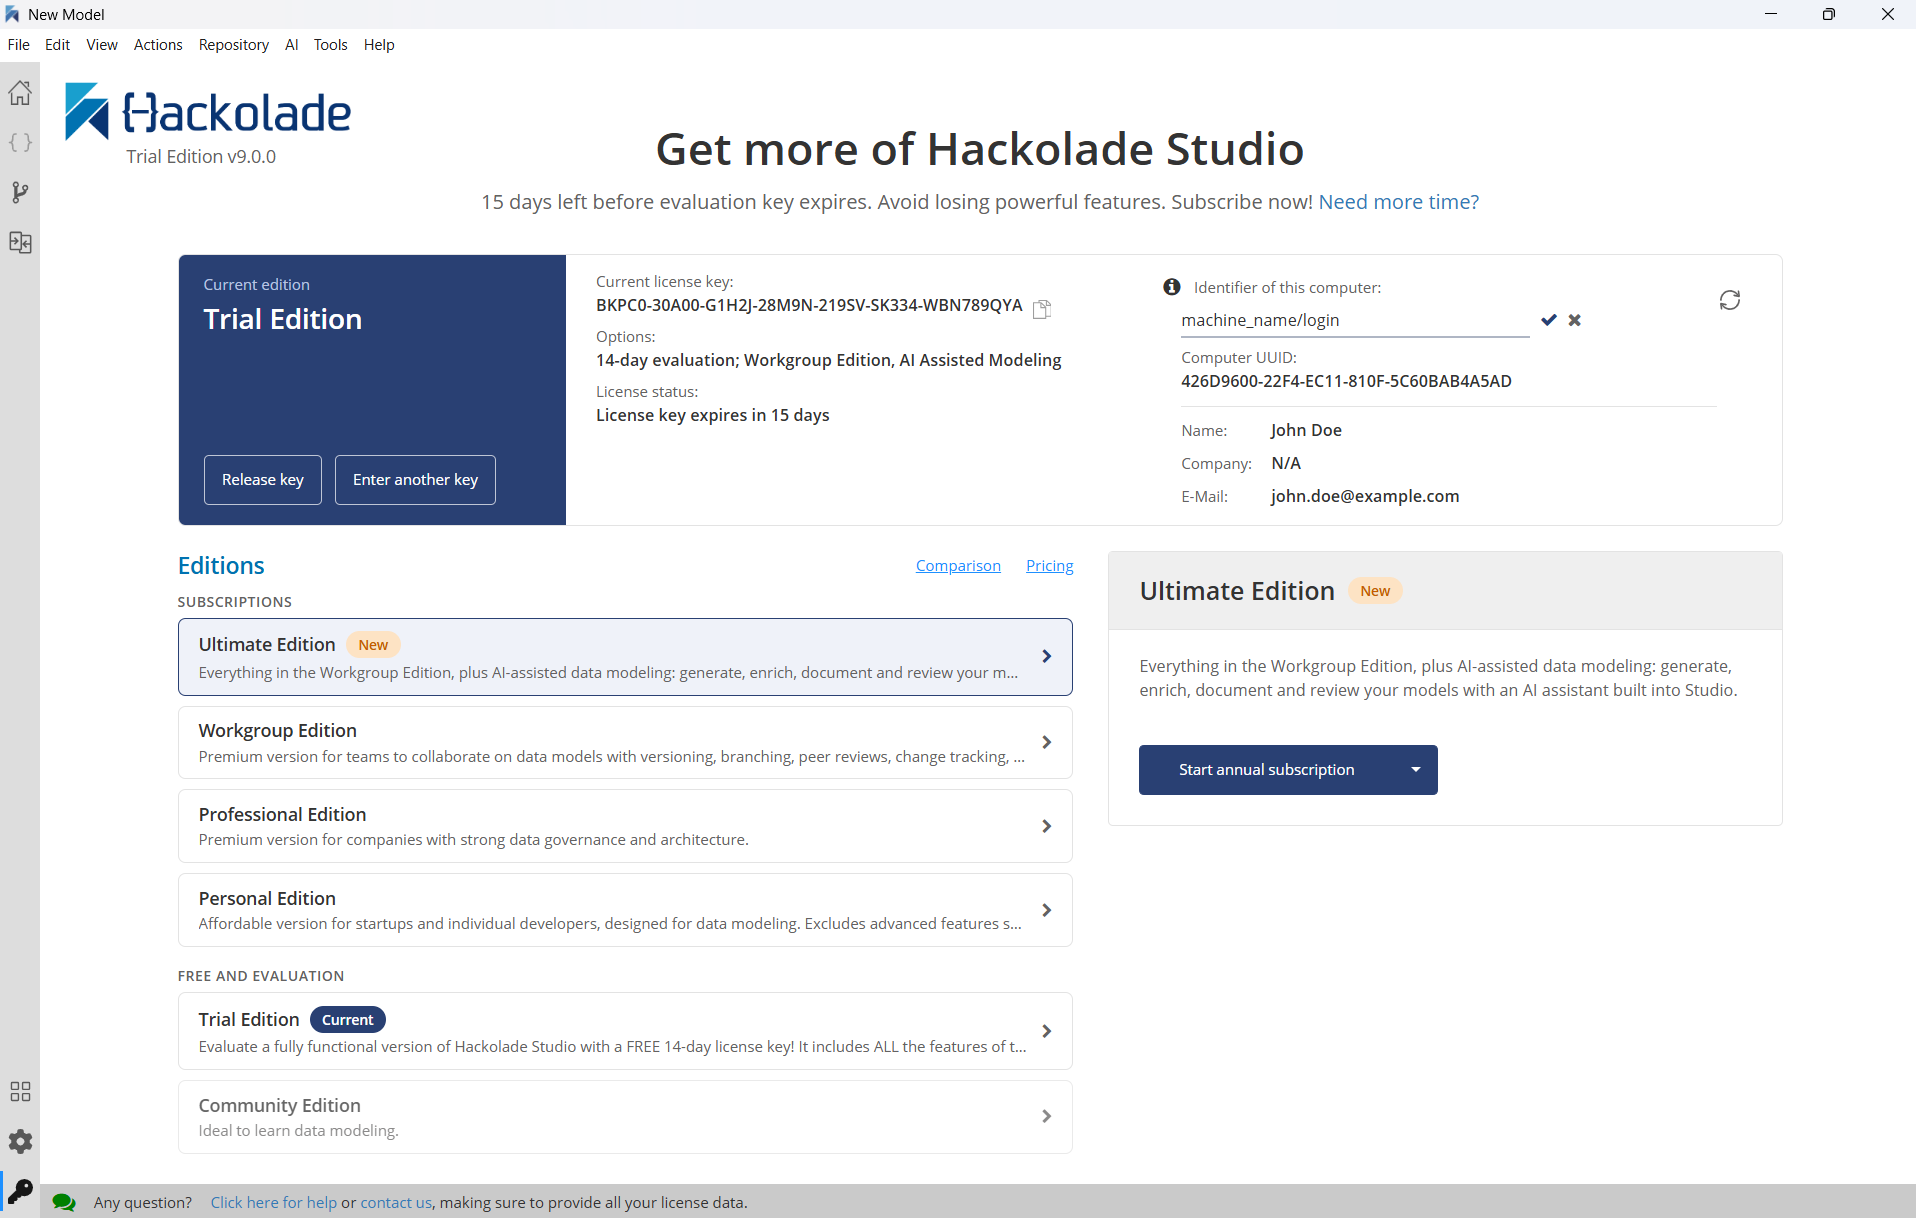 New Model
File Edit View Actions Repository AI Tools Help
Hackolade
Trial Edition v9.0.0
Get more of Hackolade Studio
15 days left before evaluation key expires. Avoid losing powerful features. Subscribe now! Need more time?
Current edition
Trial Edition
Release key
Enter another key
Current license key:
BKPC0-30A00-G1H2J-28M9N-219SV-SK334-WBN789QYA
Options:
14-day evaluation; Workgroup Edition, AI Assisted Modeling
License status:
License key expires in 15 days
Identifier of this computer:
machine_name/login
Computer UUID:
426D9600-22F4-EC11-810F-5C60BAB4A5AD
Name: John Doe
Company: N/A
E-Mail: john.doe@example.com
Editions
Comparison Pricing
SUBSCRIPTIONS
Ultimate Edition New
Everything in the Workgroup Edition, plus AI-assisted data modeling: generate, enrich, document and review your m...
Workgroup Edition
Premium version for teams to collaborate on data models with versioning, branching, peer reviews, change tracking, ...
Professional Edition
Premium version for companies with strong data governance and architecture.
Personal Edition
Affordable version for startups and individual developers, designed for data modeling. Excludes advanced features s...
FREE AND EVALUATION
Trial Edition Current
Evaluate a fully functional version of Hackolade Studio with a FREE 14-day license key! It includes ALL the features of t...
Community Edition
Ideal to learn data modeling.
Ultimate Edition New
Everything in the Workgroup Edition, plus AI-assisted data modeling: generate,
enrich, document and review your models with an AI assistant built into Studio.
Start annual subscription
Any question? Click here for help or contact us, making sure to provide all your license data.